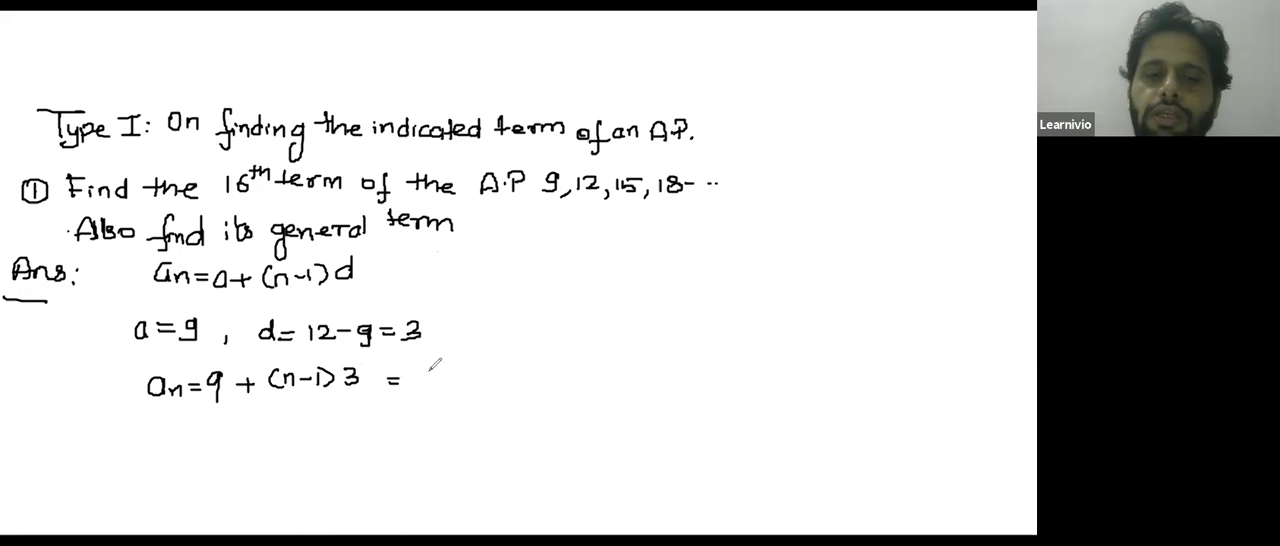 Type I: On finding the indicated term of an A.P.
① Find the 16th term of the A.P 9, 12, 15, 18- ..
Also find its general term
Ans: an = a + (n-1) d
a = 9 , d = 12 - 9 = 3
an = 9 + (n-1) 3 =
Learnivio